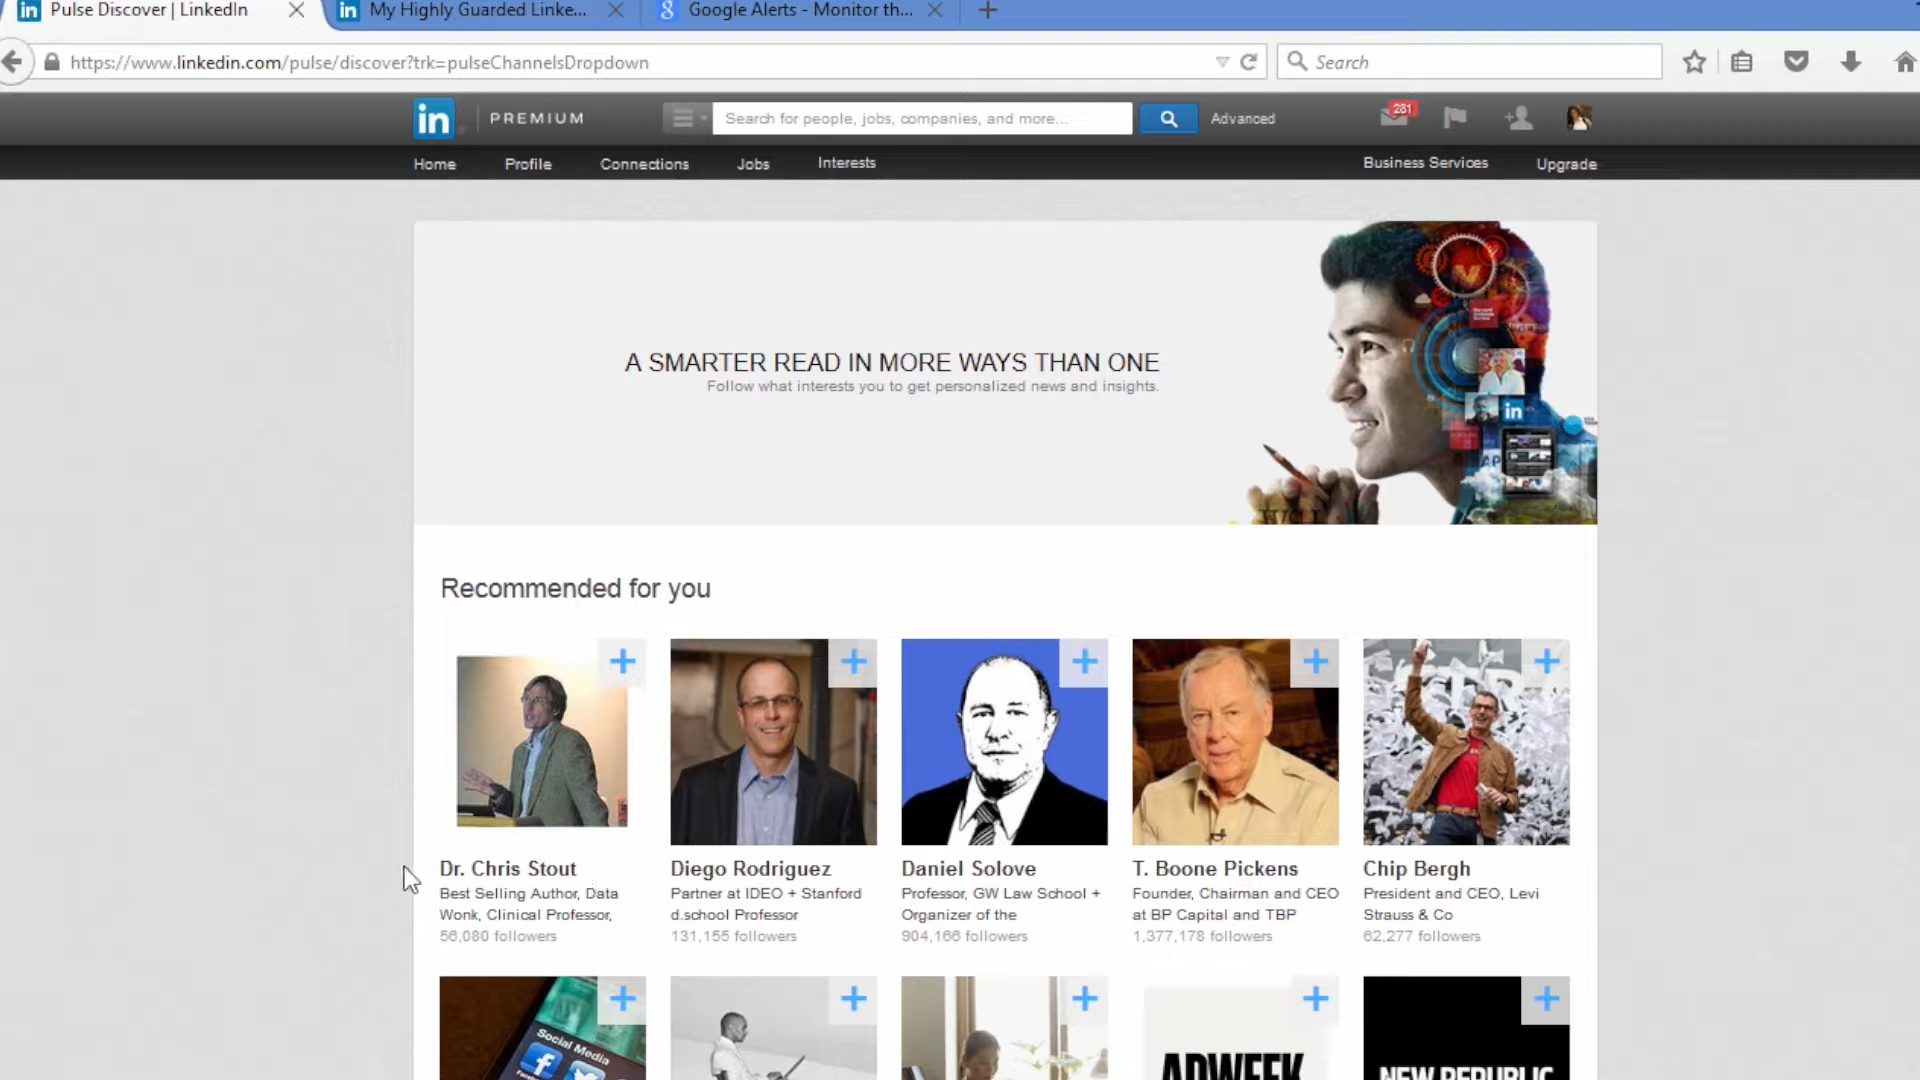 Pulse Discover | LinkedIn
My Highly Guarded Linke...
Google Alerts - Monitor th...
https://www.linkedin.com/pulse/discover?trk=pulseChannelsDropdown
Search
in PREMIUM
Search for people, jobs, companies, and more...
Advanced
281
Home Profile Connections Jobs Interests
Business Services Upgrade
A SMARTER READ IN MORE WAYS THAN ONE
Follow what interests you to get personalized news and insights.
in
Recommended for you
Dr. Chris Stout
Best Selling Author, Data
Wonk, Clinical Professor,
56,080 followers
Diego Rodriguez
Partner at IDEO + Stanford
d.school Professor
131,155 followers
Daniel Solove
Professor, GW Law School +
Organizer of the
904,166 followers
T. Boone Pickens
Founder, Chairman and CEO
at BP Capital and TBP
1,377,178 followers
Chip Bergh
President and CEO, Levi
Strauss & Co
62,277 followers
Social Media
ADWEEK
NEW REPUBLIC